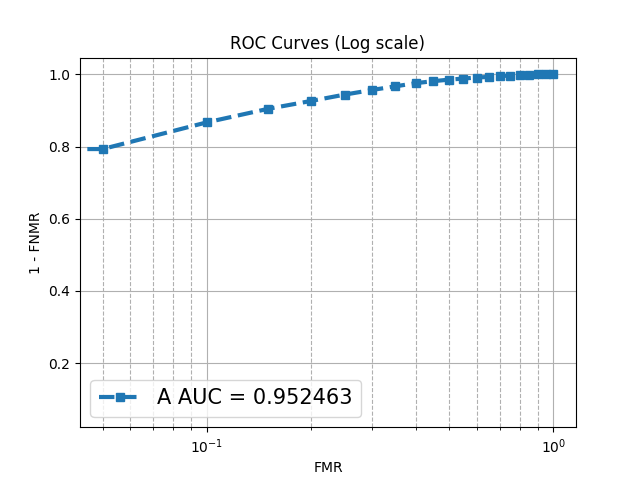 ROC Curves (Log scale)
1.0
0.8
0.6
0.4
0.2
1 - FNMR
A AUC = 0.952463
10⁻¹
10⁰
FMR